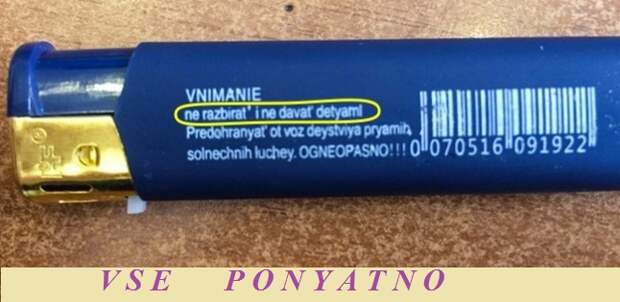 VNIMANIE
ne razbirat' i ne davat' detyam!
Predohranyat' ot voz deystviya pryamih
solnechnih luchey. OGNEOPASNO!!!
0 070516 091922
VSE PONYATNO